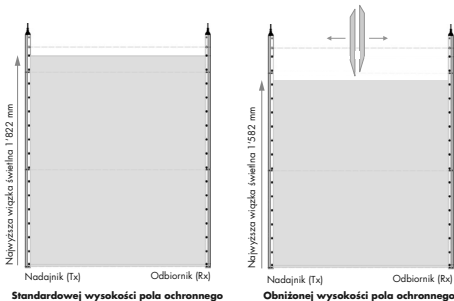 Najwyższa wiązka świetlna 1'822 mm
Nadajnik (Tx)
Odbiornik (Rx)
Standardowej wysokości pola ochronnego
Najwyższa wiązka świetlna 1'582 mm
Nadajnik (Tx)
Odbiornik (Rx)
Obniżonej wysokości pola ochronnego